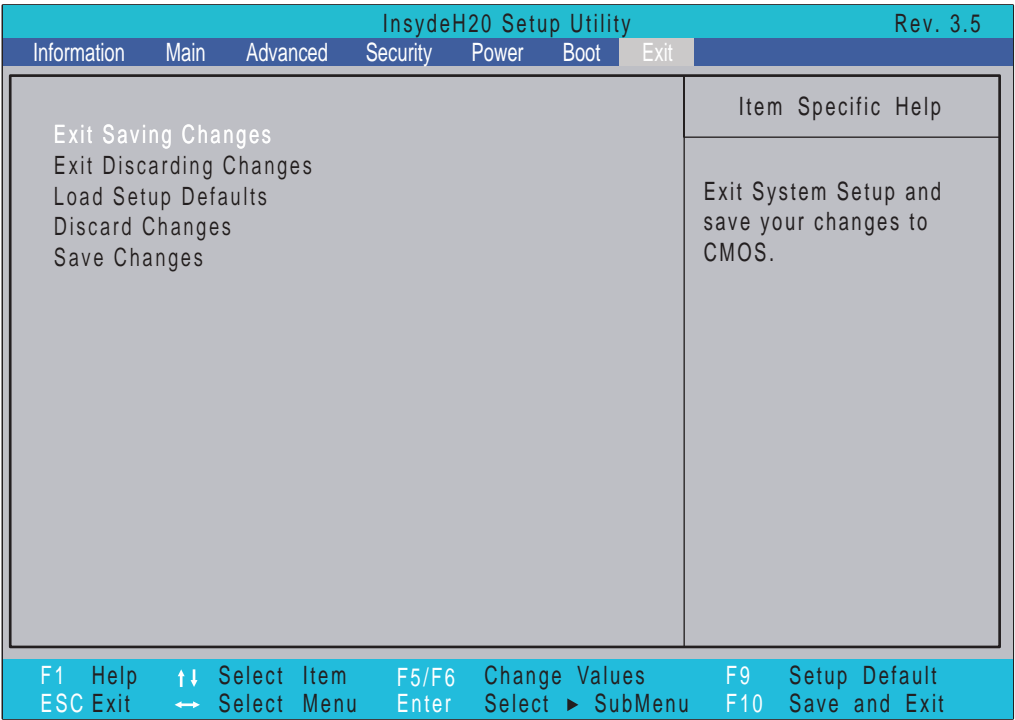 InsydeH20 Setup Utility Rev. 3.5
Information Main Advanced Security Power Boot Exit
Item Specific Help
Exit Saving Changes
Exit Discarding Changes
Load Setup Defaults
Discard Changes
Save Changes
Exit System Setup and
save your changes to
CMOS.
F1 Help ↑↓ Select Item F5/F6 Change Values F9 Setup Default
ESC Exit ↔ Select Menu Enter Select ► SubMenu F10 Save and Exit